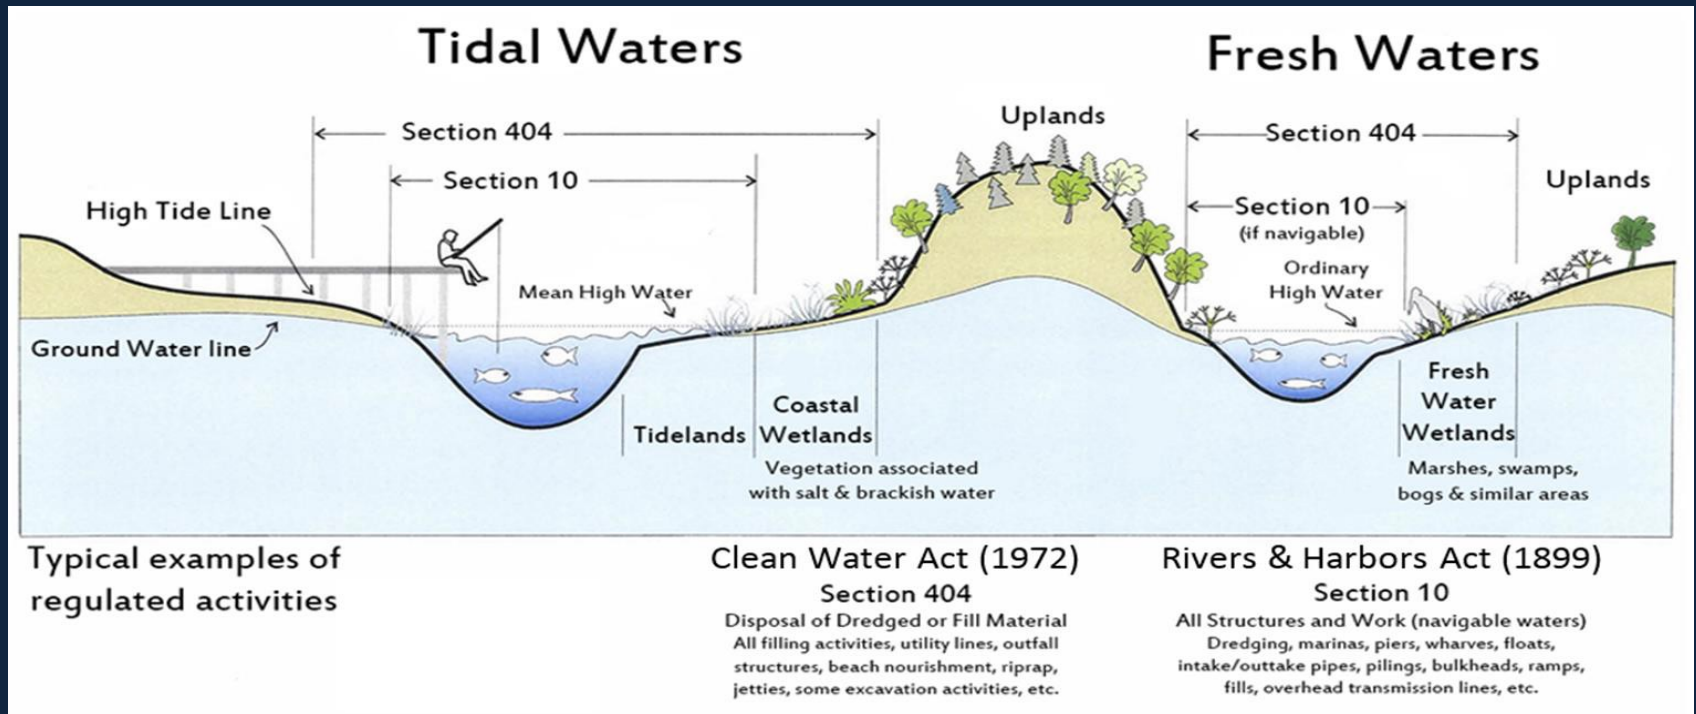 Tidal Waters
Fresh Waters
Section 404
Section 10
High Tide Line
Mean High Water
Ground Water line
Uplands
Section 404
Section 10
(if navigable)
Ordinary
High Water
Uplands
Tidelands
Coastal
Wetlands
Vegetation associated
with salt & brackish water
Fresh
Water
Wetlands
Marshes, swamps,
bogs & similar areas
Typical examples of
regulated activities
Clean Water Act (1972)
Section 404
Disposal of Dredged or Fill Material
All filling activities, utility lines, outfall
structures, beach nourishment, riprap,
jetties, some excavation activities, etc.
Rivers & Harbors Act (1899)
Section 10
All Structures and Work (navigable waters)
Dredging, marinas, piers, wharves, floats,
intake/outtake pipes, pilings, bulkheads, ramps,
fills, overhead transmission lines, etc.